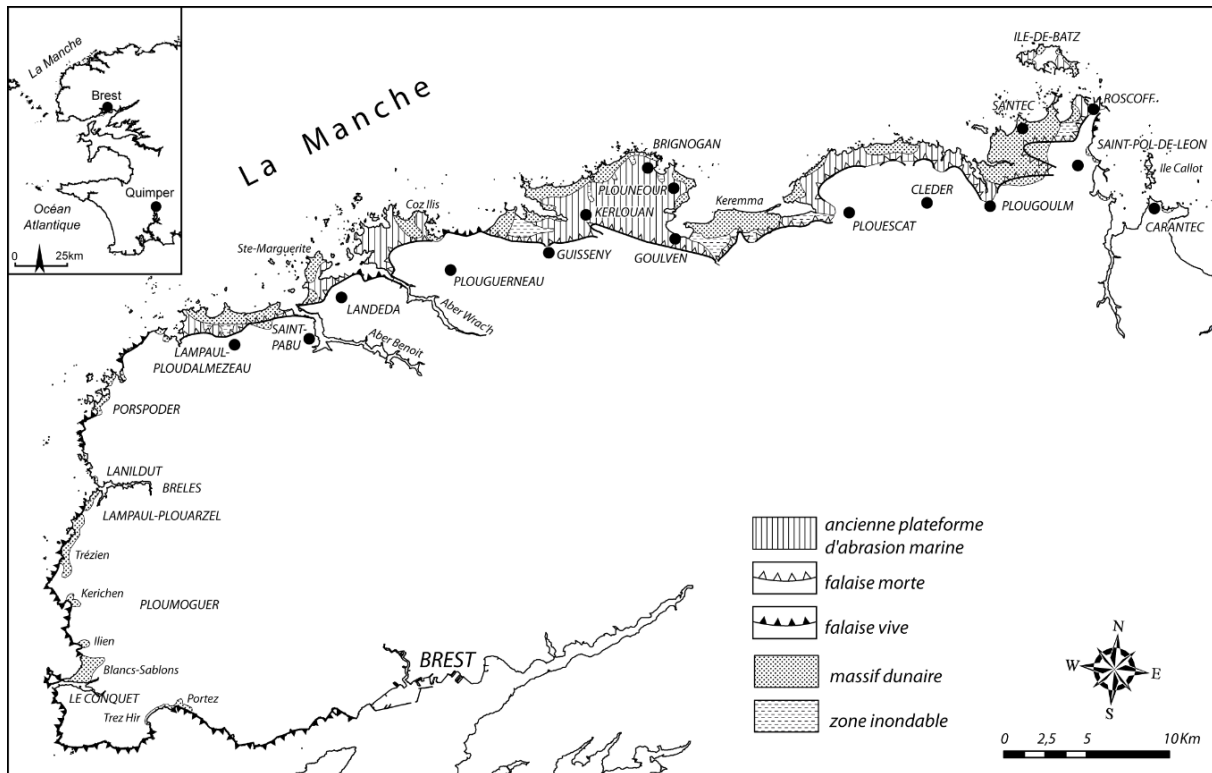 La Manche
Brest
Quimper
Océan
Atlantique
0 25km
La Manche
ILE-DE-BATZ
SANTEC
ROSCOFF
SAINT-POL-DE-LEON
Ile Callot
CARANTEC
BRIGNOGAN
PLOUNEOUR
KERLOUAN
Keremma
CLEDER
PLOUGOULM
PLOUESCAT
GOULVEN
GUISSENY
Coz Ilis
Ste-Marguerite
PLOUGUERNEAU
LANDEDA
Aber Wrac'h
SAINT-
PABU
Aber Benoit
LAMPAUL-
PLOUDALMEZEAU
PORSPODER
LANILDUT
BRELES
LAMPAUL-PLOUARZEL
Trézien
Kerichen
PLOUMOGUER
Ilien
Blancs-Sablons
LE CONQUET
Portez
Trez Hir
BREST
ancienne plateforme
d'abrasion marine
falaise morte
falaise vive
massif dunaire
zone inondable
N
W E
S
0 2,5 5 10 Km